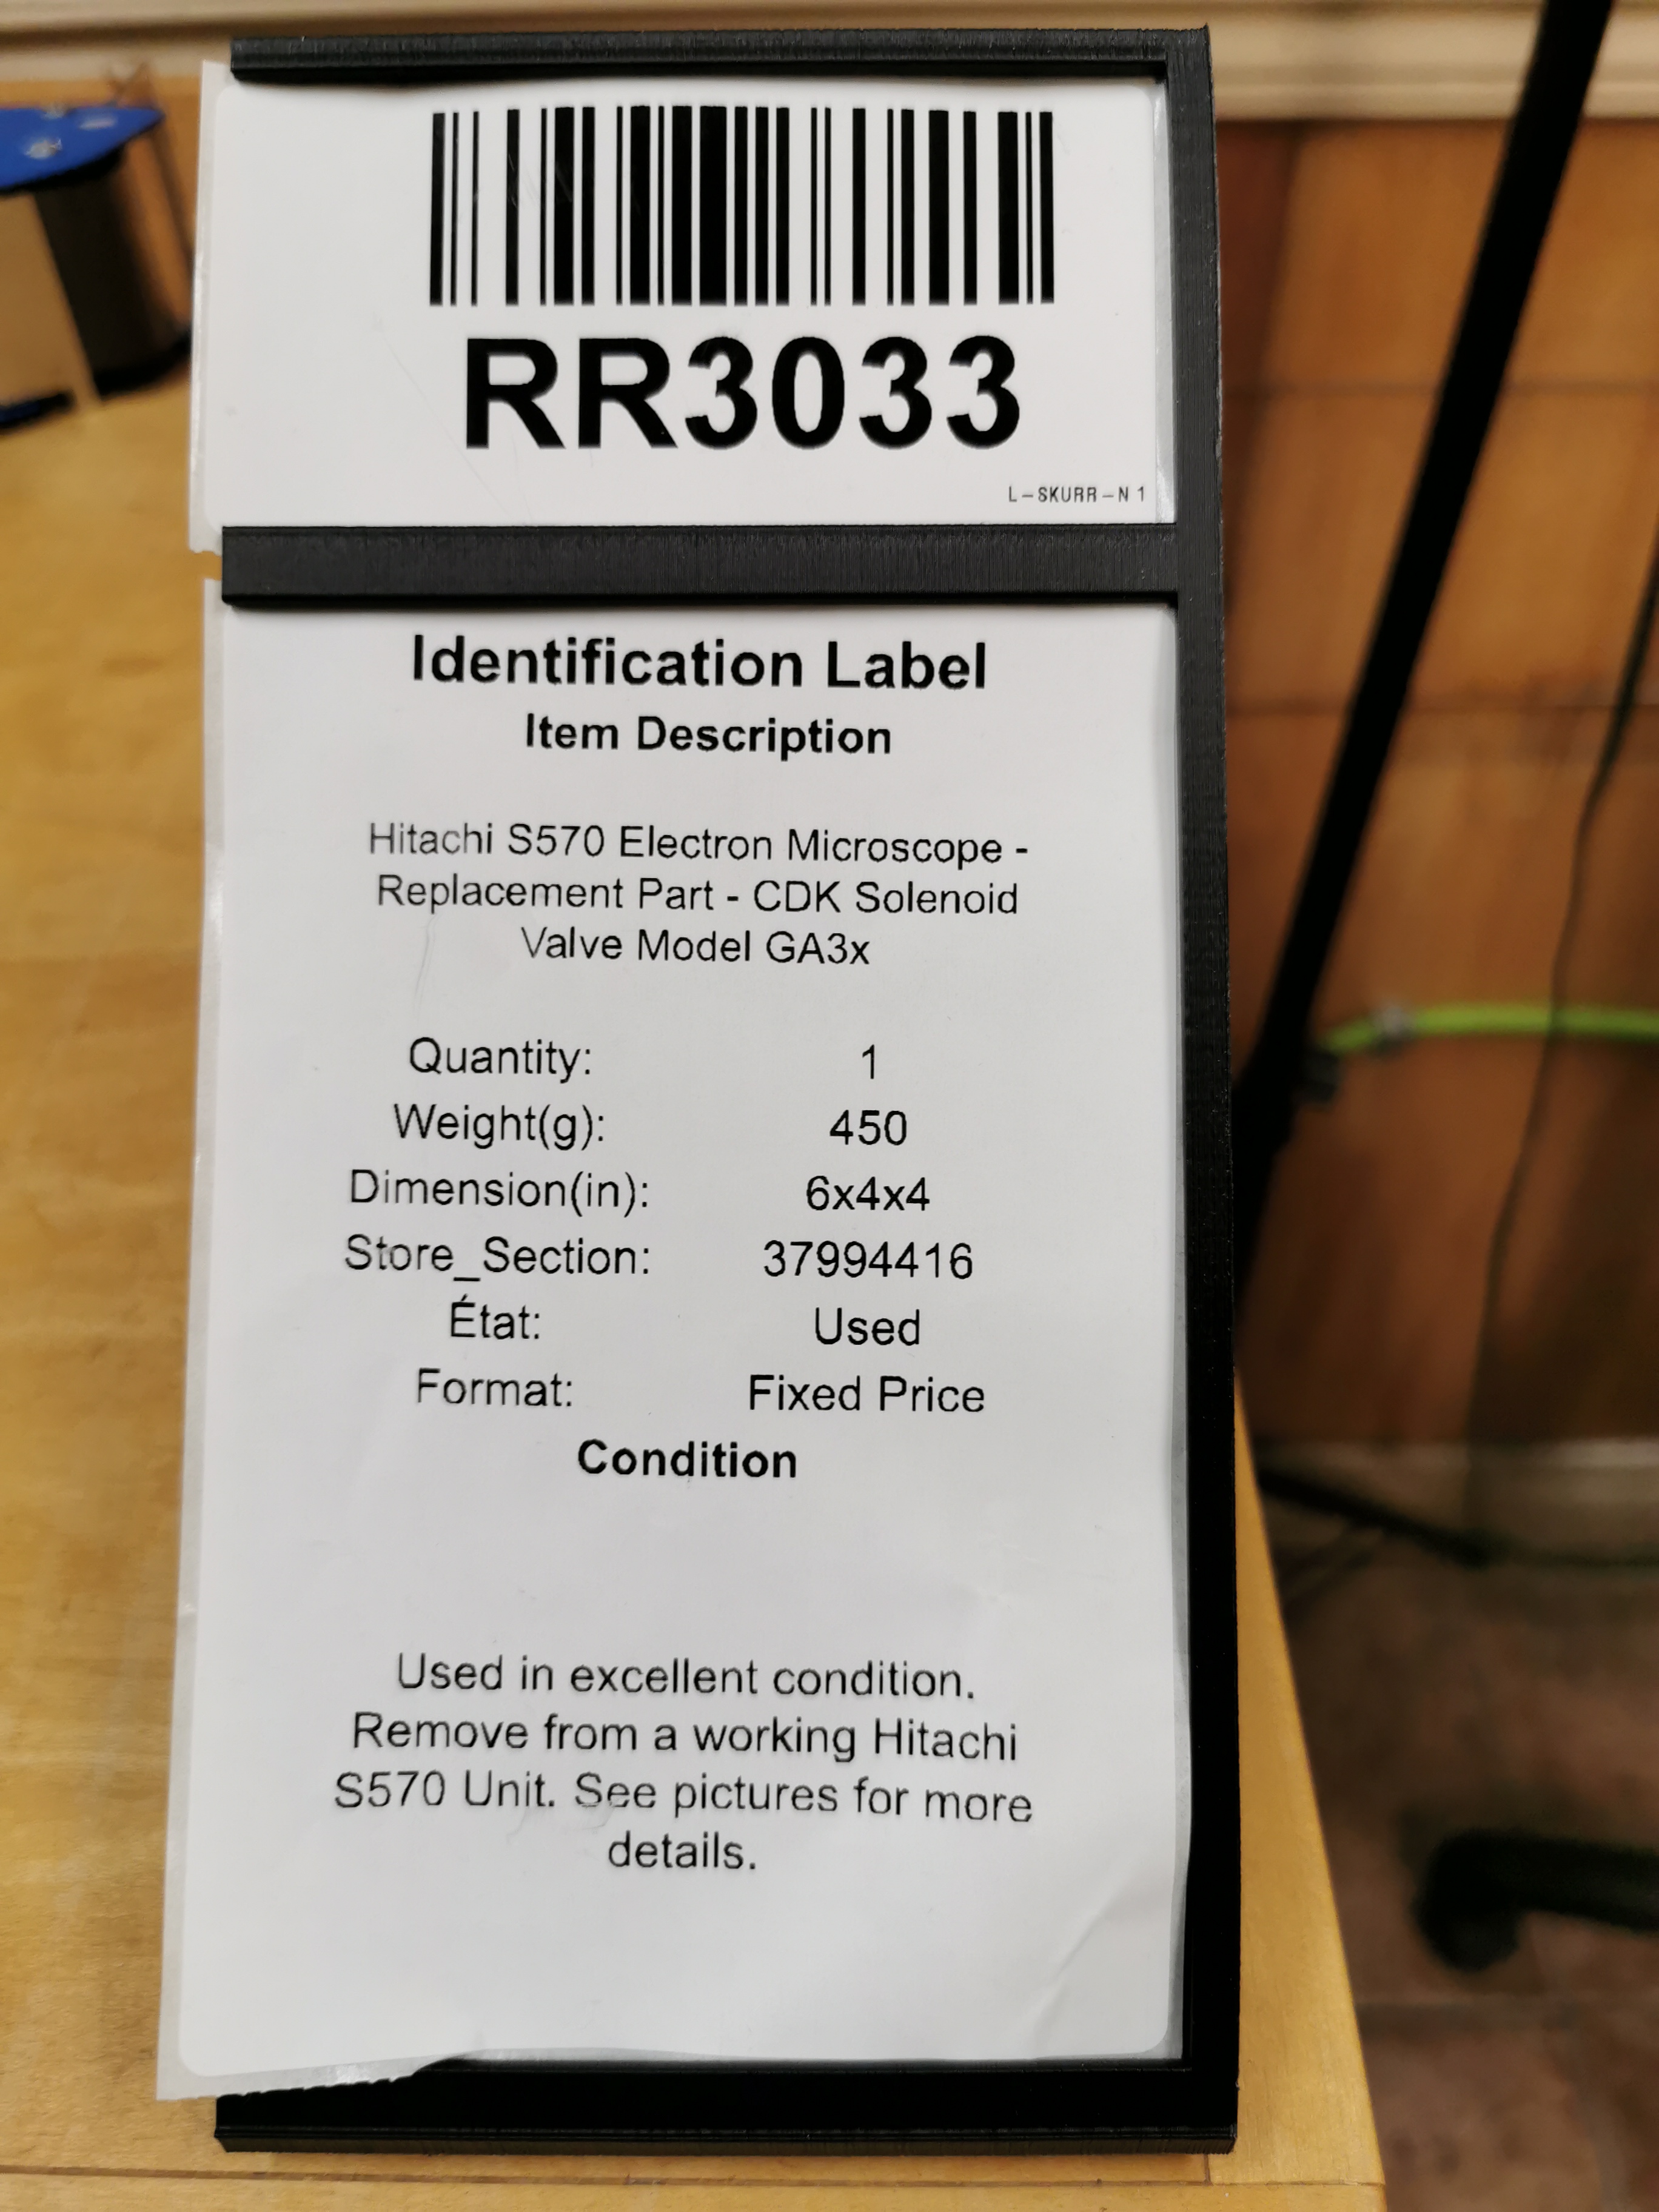 RR3033
L-SKURR-N 1
Identification Label
Item Description
Hitachi S570 Electron Microscope -
Replacement Part - CDK Solenoid
Valve Model GA3x
Quantity: 1
Weight(g): 450
Dimension(in): 6x4x4
Store_Section: 37994416
État: Used
Format: Fixed Price
Condition
Used in excellent condition.
Remove from a working Hitachi
S570 Unit. See pictures for more
details.